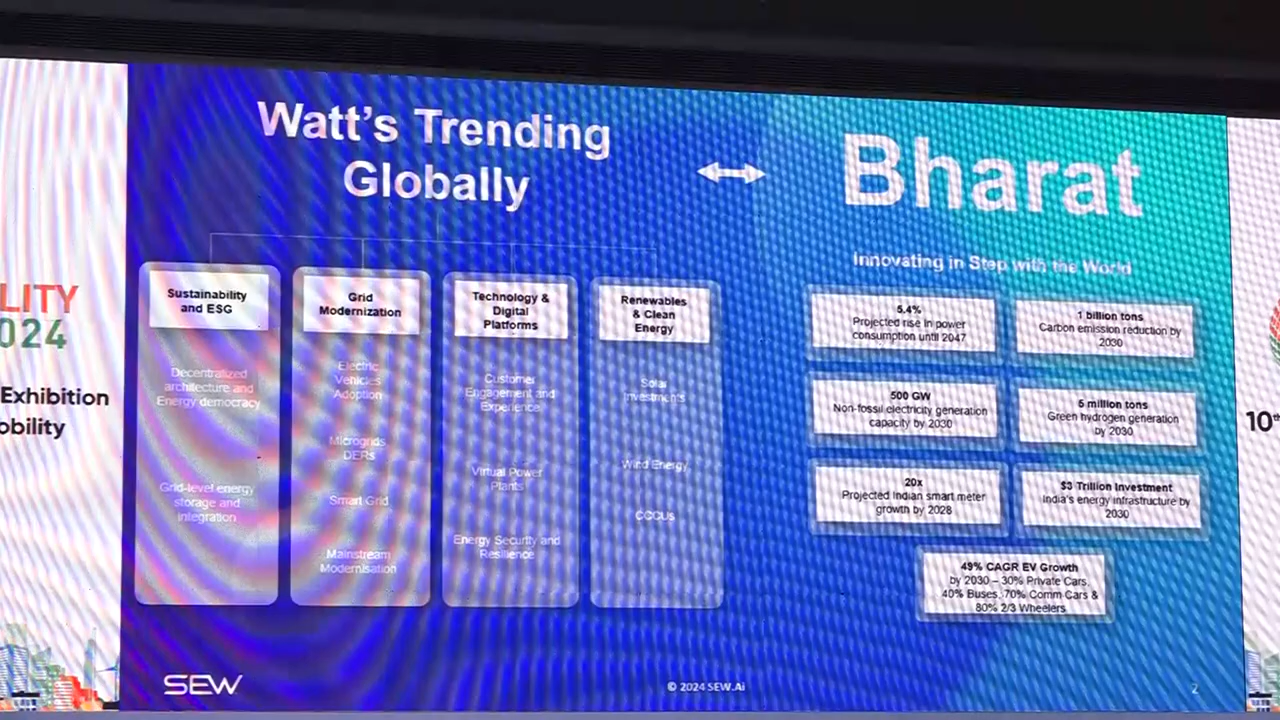 LITY
024
Exhibition
obility
Watt's Trending
Globally
Bharat
Innovating in Step with the World
Sustainability
and ESG
Decentralized
architecture and
Energy democracy
Grid-level energy
storage and
integration
Grid
Modernization
Electric
Vehicles
Adoption
Microgrids
DERs
Smart Grid
Mainstream
Modernisation
Technology &
Digital
Platforms
Customer
Engagement and
Experience
Virtual Power
Plants
Energy Security and
Resilience
Renewables
& Clean
Energy
Solar
Investments
Wind Energy
CCUs
5.4%
Projected rise in power
consumption until 2047
1 billion tons
Carbon emission reduction by
2030
500 GW
Non-fossil electricity generation
capacity by 2030
5 million tons
Green hydrogen generation
by 2030
20x
Projected Indian smart meter
growth by 2028
$3 Trillion Investment
India's energy infrastructure by
2030
49% CAGR EV Growth
by 2030 – 30% Private Cars,
40% Buses, 70% Comm Cars &
80% 2/3 Wheelers
10th
SEW
© 2024 SEW.Ai
2